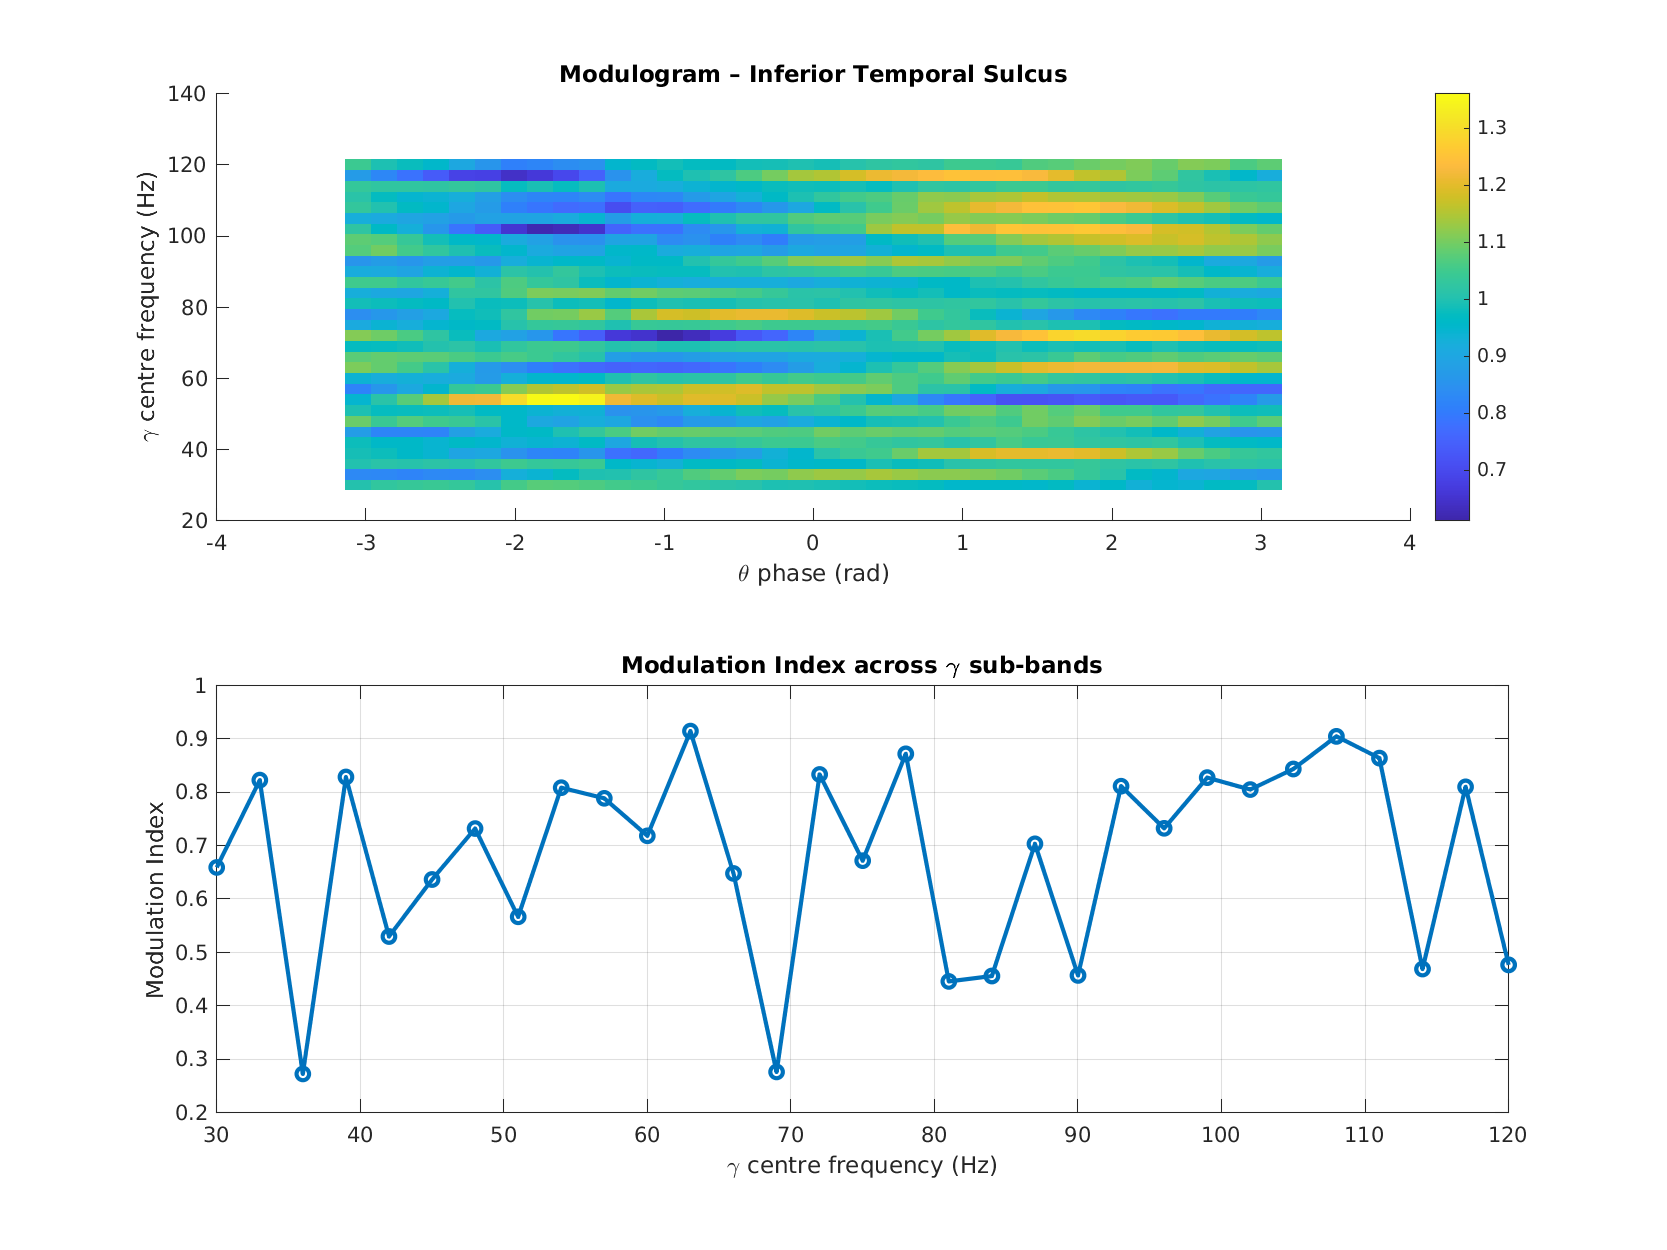 Modulogram – Inferior Temporal Sulcus
140
120
100
80
60
40
20
γ centre frequency (Hz)
-4 -3 -2 -1 0 1 2 3 4
θ phase (rad)
1.3
1.2
1.1
1
0.9
0.8
0.7
Modulation Index across γ sub-bands
1
0.9
0.8
0.7
0.6
0.5
0.4
0.3
0.2
Modulation Index
30 40 50 60 70 80 90 100 110 120
γ centre frequency (Hz)